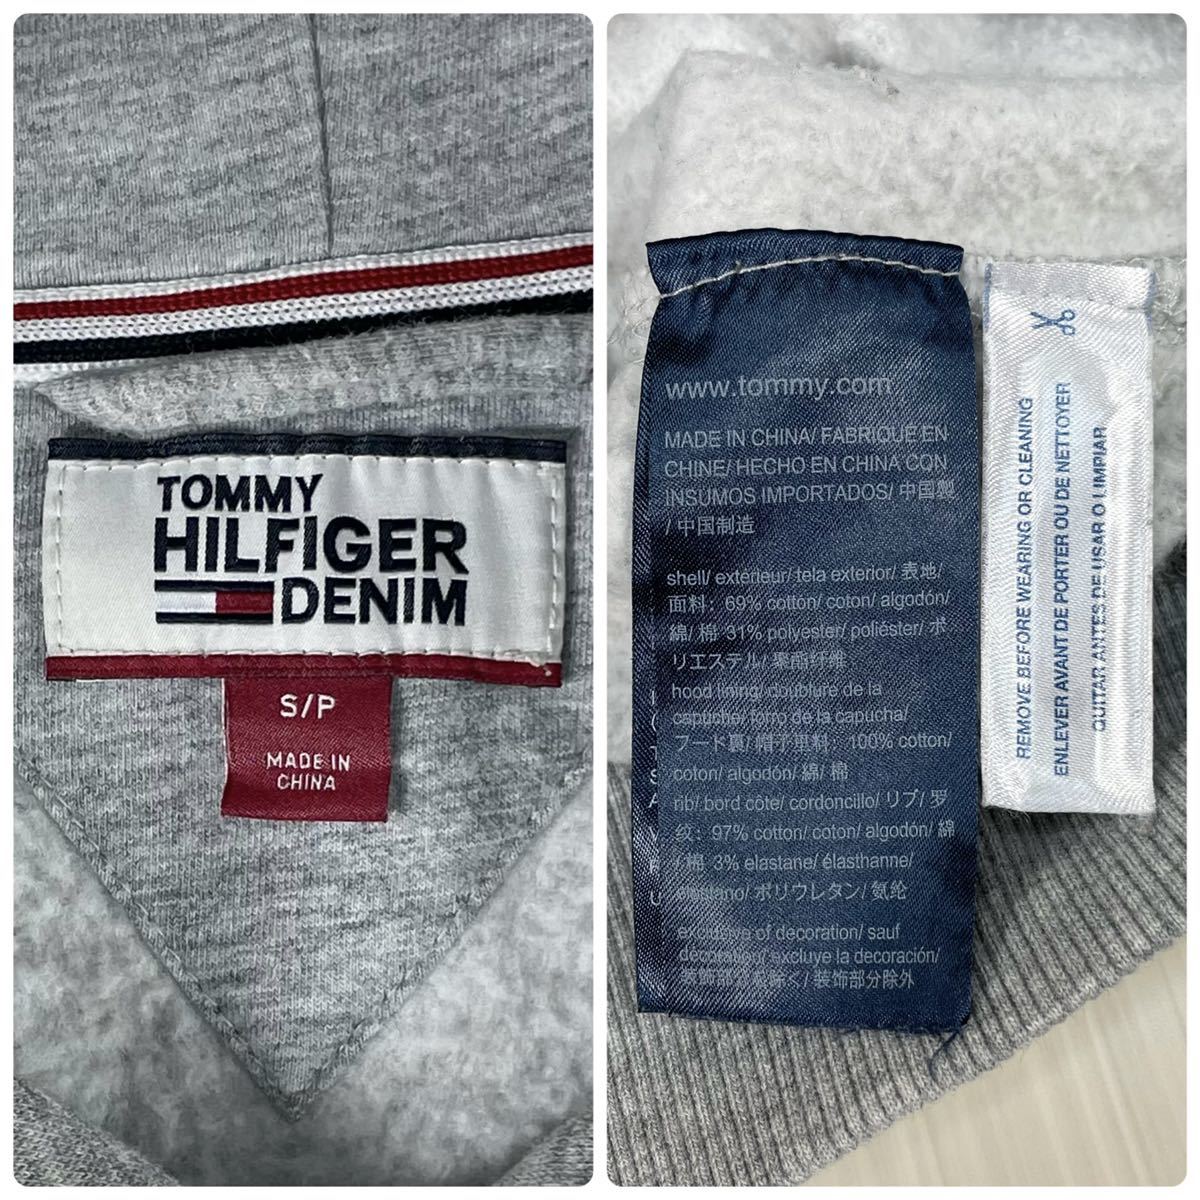 TOMMY
HILFIGER
DENIM
S/P
MADE IN
CHINA
www.tommy.com
MADE IN CHINA/ FABRIQUE EN
CHINE/ HECHO EN CHINA CON
INSUMOS IMPORTADOS/ 中国製
/ 中国制造
shell/ extérieur/ tela exterior/ 表地/
面料: 69% cotton/ coton/ algodón/
綿/ 棉 31% polyester/ poliéster/ ポ
リエステル/ 聚酯纤维
hood lining/ doublure de la
capuche/ forro de la capucha/
フード裏/ 帽子里料: 100% cotton/
coton/ algodón/ 綿/ 棉
rib/ bord côte/ cordoncillo/ リブ/ 罗
纹: 97% cotton/ coton/ algodón/ 綿
/ 棉 3% elastane/ élasthanne/
elastano/ ポリウレタン/ 氨纶
exclusive of decoration/ sauf
décoration/ excluye la decoración/
装飾部分を除く/ 装饰部分除外
REMOVE BEFORE WEARING OR CLEANING
ENLEVER AVANT DE PORTER OU DE NETTOYER
QUITAR ANTES DE USAR O LIMPIAR